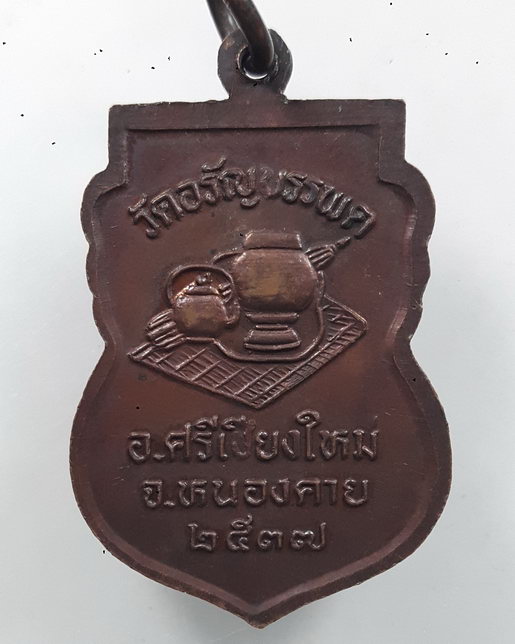 วัดอรัญบรรพต
อ.ศรีเชียงใหม่
จ.หนองคาย
๒๕๓๗